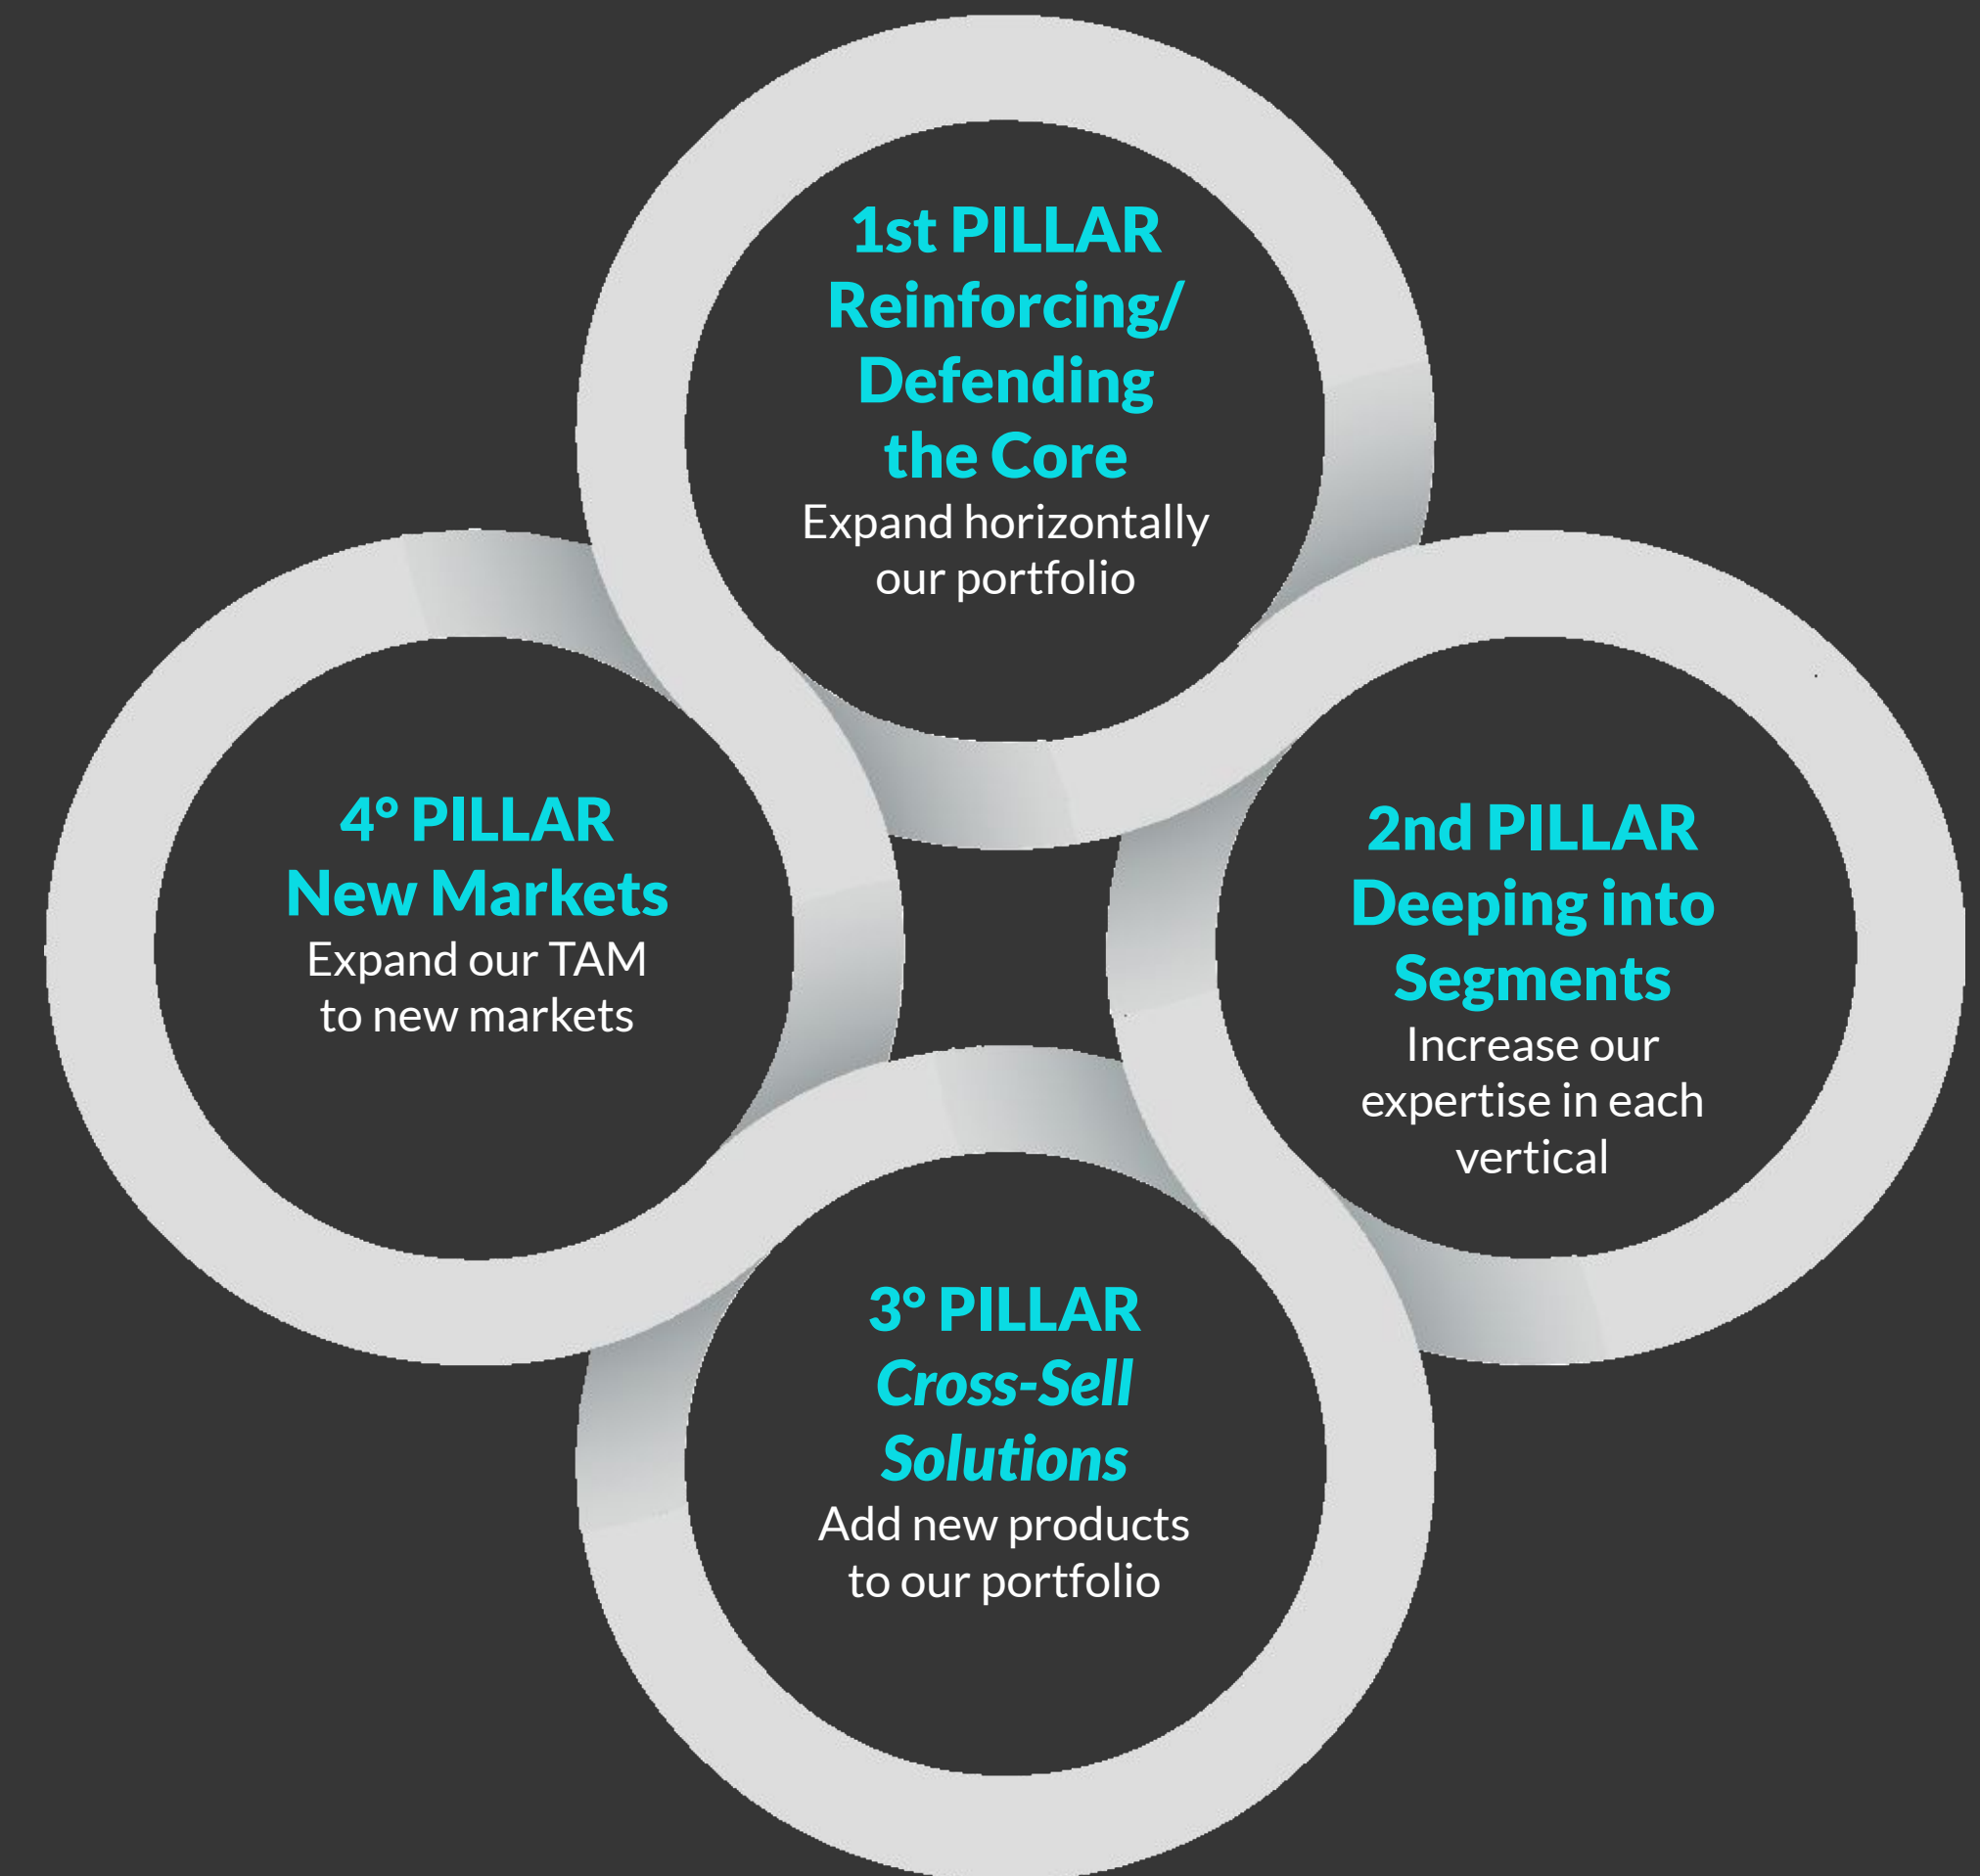 1st PILLAR
Reinforcing/
Defending
the Core
Expand horizontally
our portfolio
2nd PILLAR
Deeping into
Segments
Increase our
expertise in each
vertical
3° PILLAR
Cross-Sell
Solutions
Add new products
to our portfolio
4° PILLAR
New Markets
Expand our TAM
to new markets